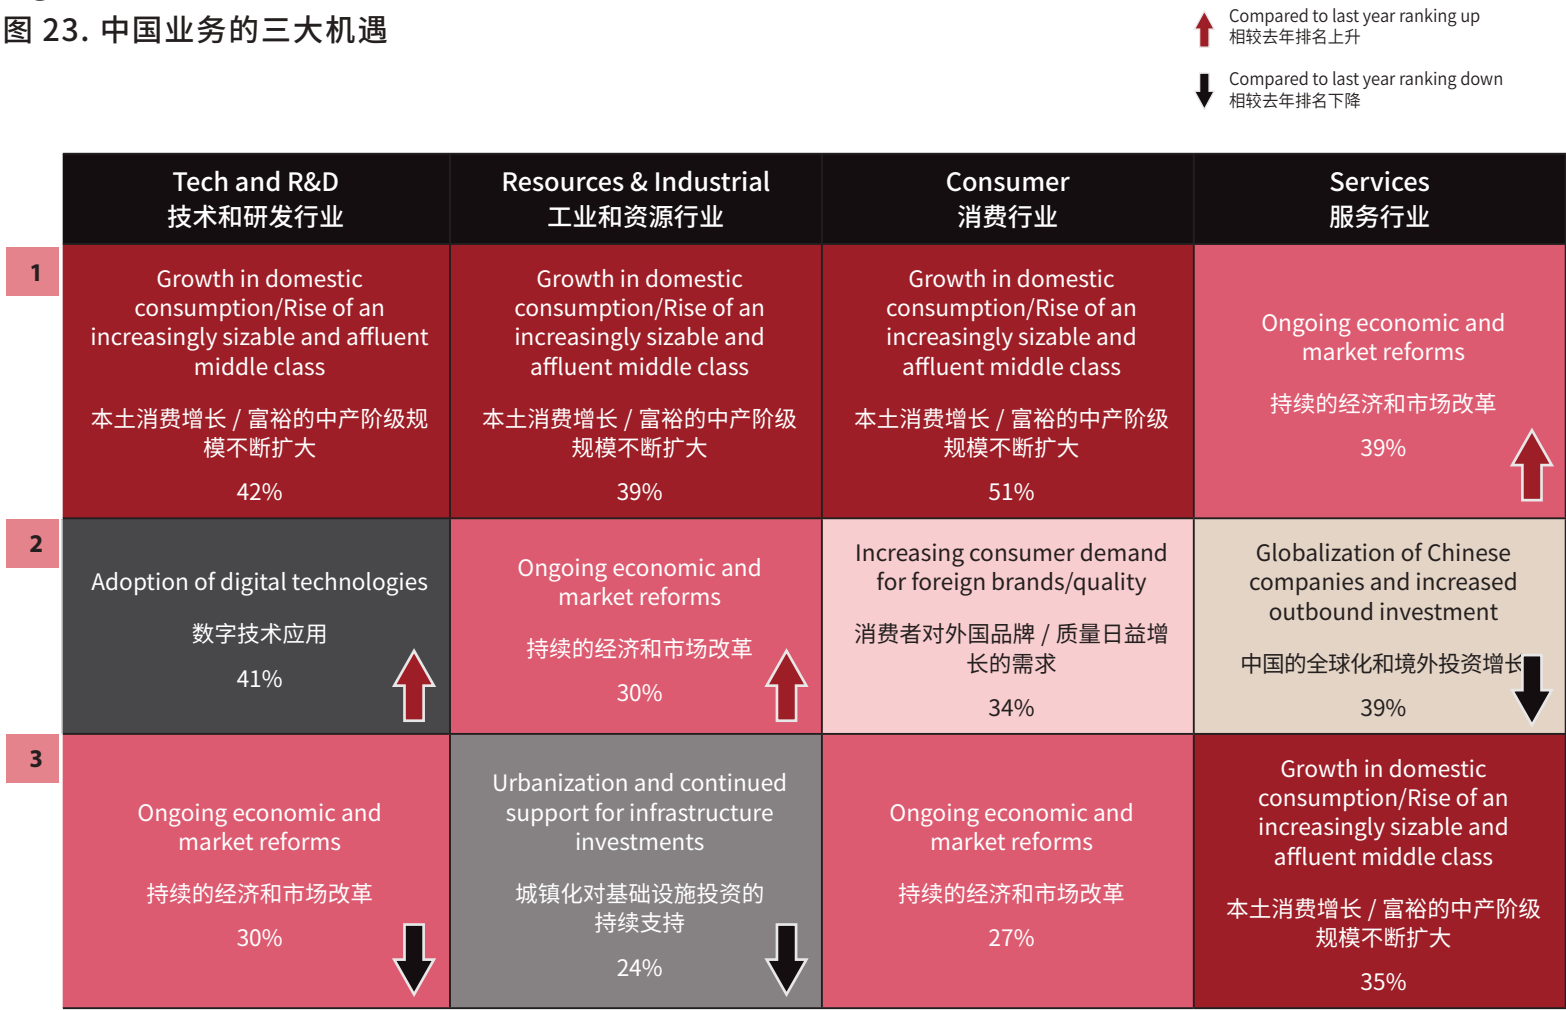 图 23. 中国业务的三大机遇
Compared to last year ranking up
相较去年排名上升
Compared to last year ranking down
相较去年排名下降
Tech and R&D
技术和研发行业
Resources & Industrial
工业和资源行业
Consumer
消费行业
Services
服务行业
1
Growth in domestic
consumption/Rise of an
increasingly sizable and affluent
middle class
本土消费增长 / 富裕的中产阶级规
模不断扩大
42%
Growth in domestic
consumption/Rise of an
increasingly sizable and
affluent middle class
本土消费增长 / 富裕的中产阶级
规模不断扩大
39%
Growth in domestic
consumption/Rise of an
increasingly sizable and
affluent middle class
本土消费增长 / 富裕的中产阶级
规模不断扩大
51%
Ongoing economic and
market reforms
持续的经济和市场改革
39%
2
Adoption of digital technologies
数字技术应用
41%
Ongoing economic and
market reforms
持续的经济和市场改革
30%
Increasing consumer demand
for foreign brands/quality
消费者对外国品牌 / 质量日益增
长的需求
34%
Globalization of Chinese
companies and increased
outbound investment
中国的全球化和境外投资增长
39%
3
Ongoing economic and
market reforms
持续的经济和市场改革
30%
Urbanization and continued
support for infrastructure
investments
城镇化对基础设施投资的
持续支持
24%
Ongoing economic and
market reforms
持续的经济和市场改革
27%
Growth in domestic
consumption/Rise of an
increasingly sizable and
affluent middle class
本土消费增长 / 富裕的中产阶级
规模不断扩大
35%